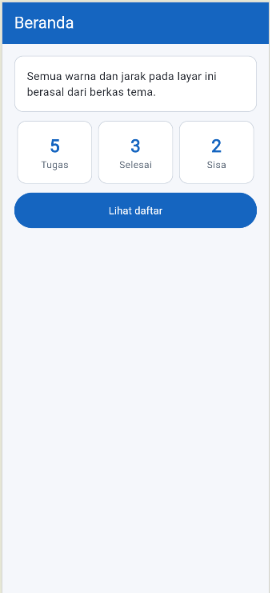 Beranda
Semua warna dan jarak pada layar ini
berasal dari berkas tema.
5
Tugas
3
Selesai
2
Sisa
Lihat daftar